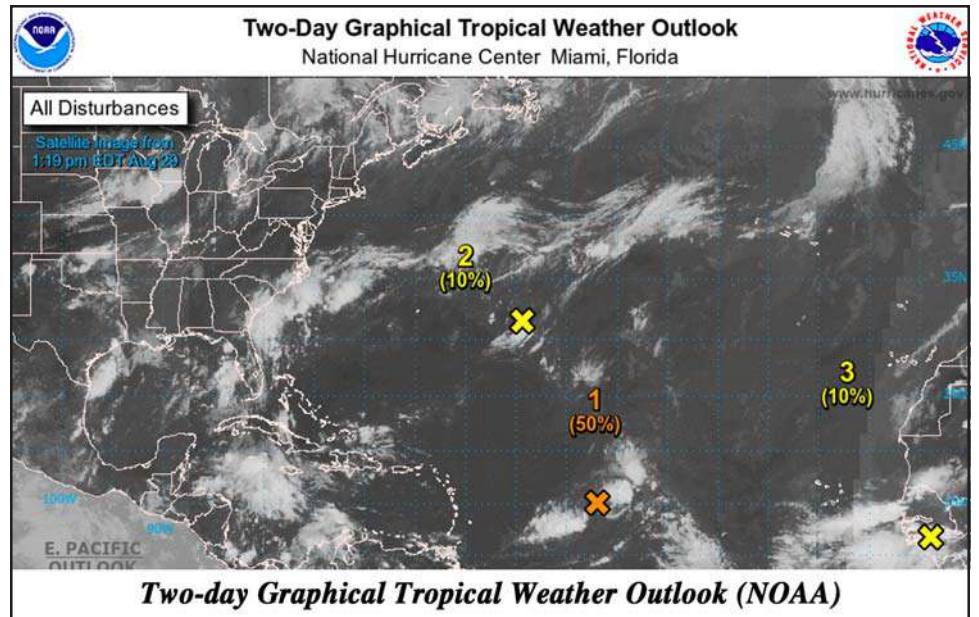 Two-Day Graphical Tropical Weather Outlook
National Hurricane Center  Miami, Florida
NOAA
All Disturbances
www.hurricanes.gov
Satellite Image from
1:19 pm EDT Aug 29
45N
2
(10%)
35N
3
(10%)
1
(50%)
100W
90W
E. PACIFIC
OUTLOOK
Two-day Graphical Tropical Weather Outlook (NOAA)